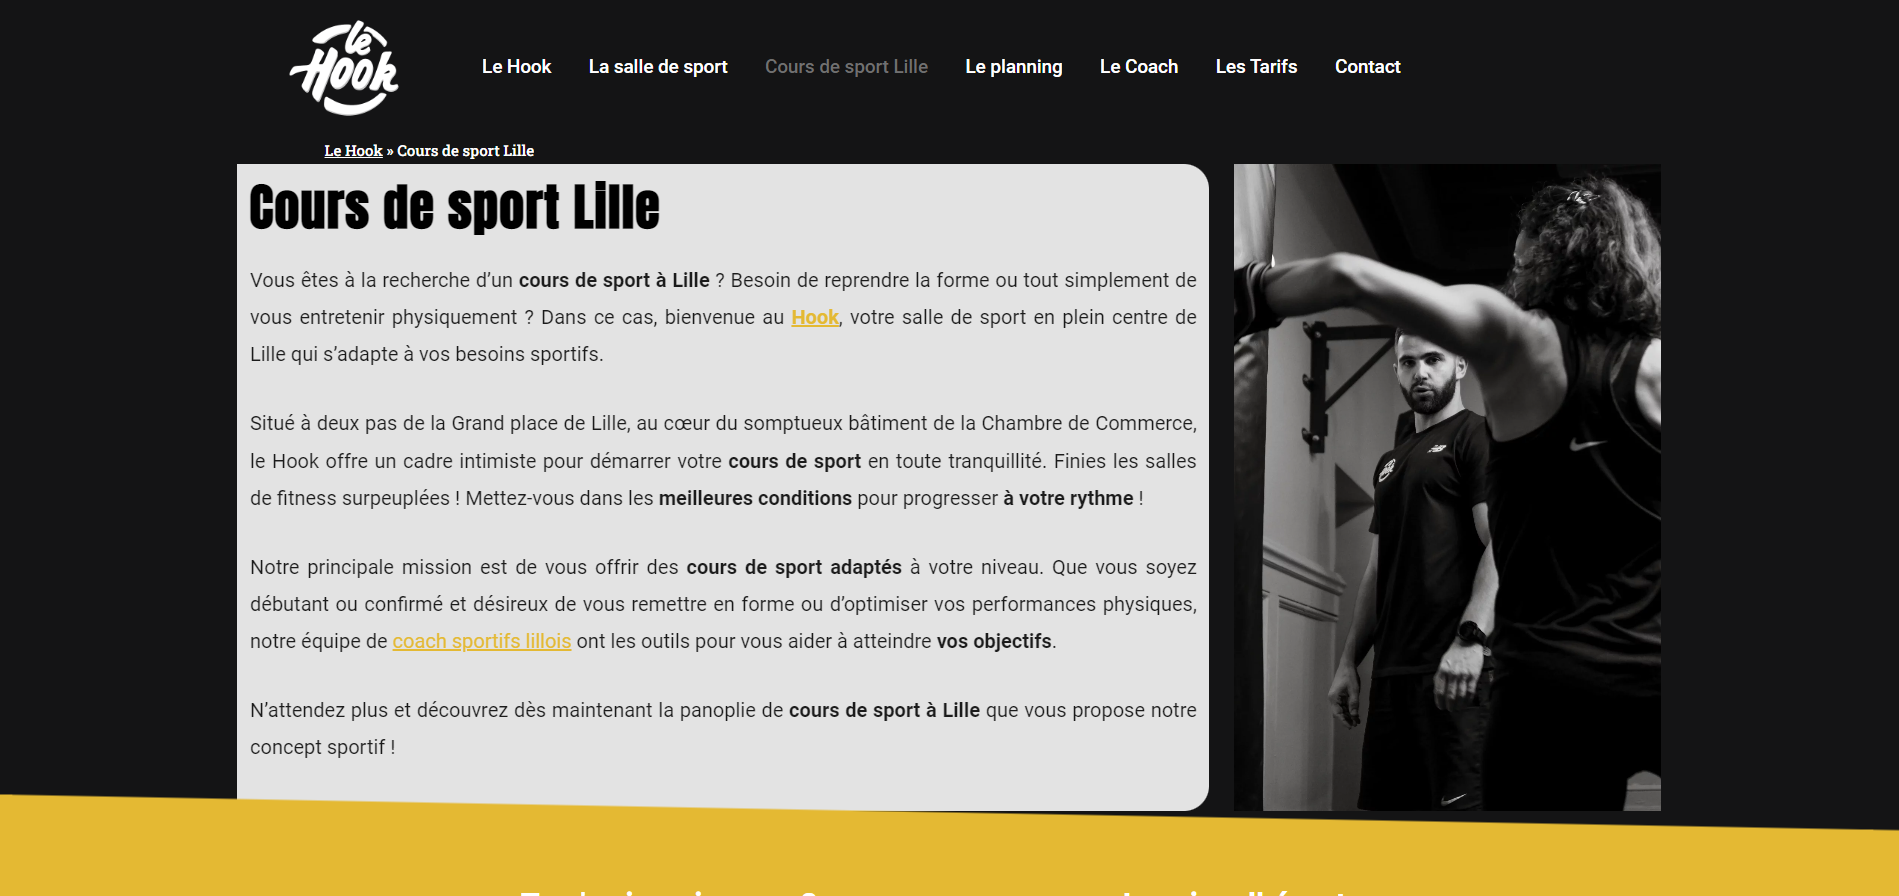 le Hook
Le Hook La salle de sport Cours de sport Lille Le planning Le Coach Les Tarifs Contact
Le Hook » Cours de sport Lille
Cours de sport Lille
Vous êtes à la recherche d’un cours de sport à Lille ? Besoin de reprendre la forme ou tout simplement de
vous entretenir physiquement ? Dans ce cas, bienvenue au Hook, votre salle de sport en plein centre de
Lille qui s’adapte à vos besoins sportifs.
Situé à deux pas de la Grand place de Lille, au cœur du somptueux bâtiment de la Chambre de Commerce,
le Hook offre un cadre intimiste pour démarrer votre cours de sport en toute tranquillité. Finies les salles
de fitness surpeuplées ! Mettez-vous dans les meilleures conditions pour progresser à votre rythme !
Notre principale mission est de vous offrir des cours de sport adaptés à votre niveau. Que vous soyez
débutant ou confirmé et désireux de vous remettre en forme ou d’optimiser vos performances physiques,
notre équipe de coach sportifs lillois ont les outils pour vous aider à atteindre vos objectifs.
N’attendez plus et découvrez dès maintenant la panoplie de cours de sport à Lille que vous propose notre
concept sportif !